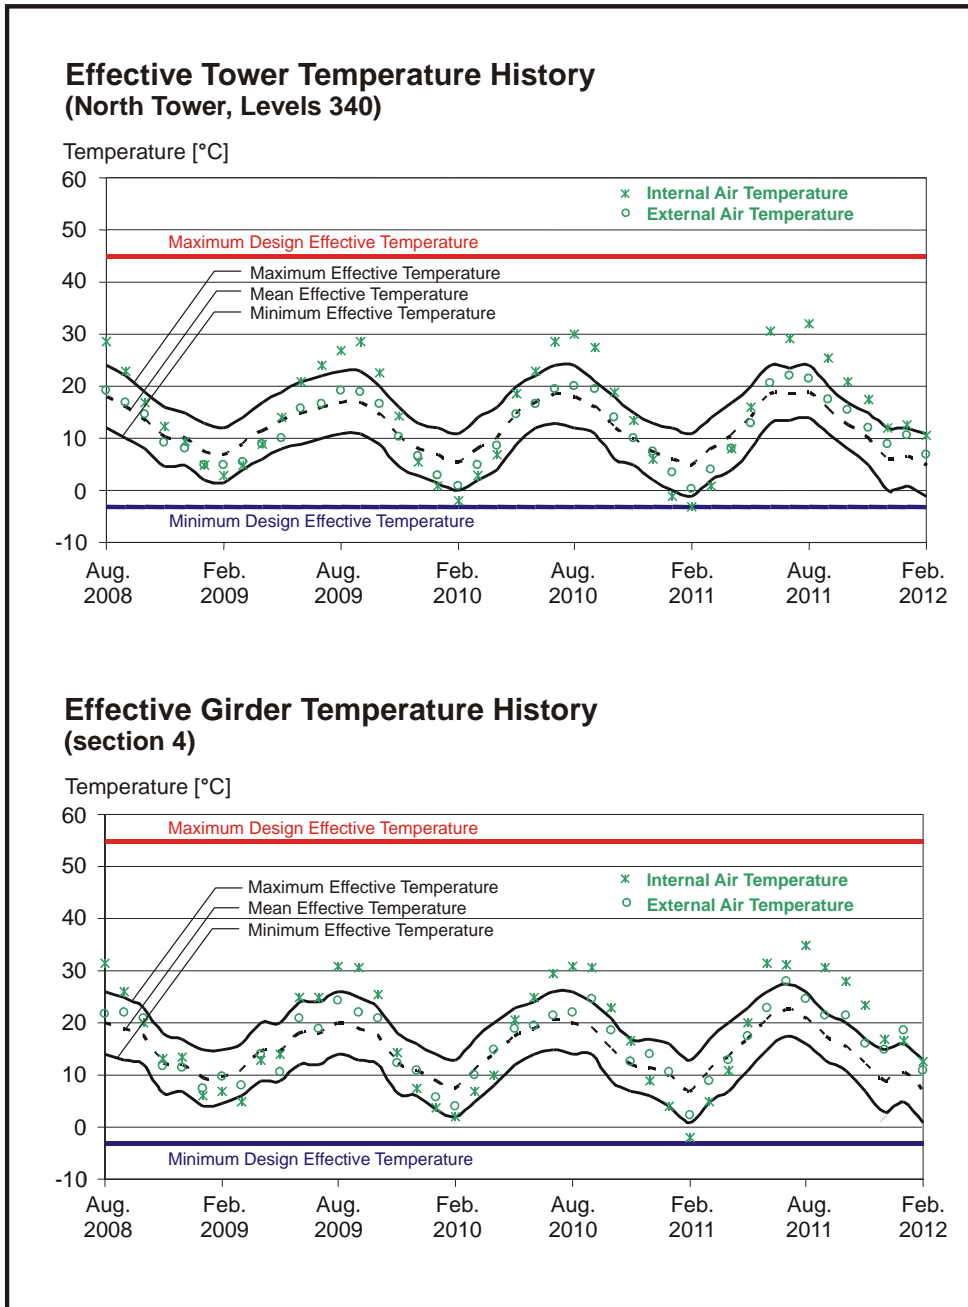 Effective Tower Temperature History
(North Tower, Levels 340)
Temperature [°C]
60
50
40
30
20
10
0
-10
Internal Air Temperature
External Air Temperature
Maximum Design Effective Temperature
Maximum Effective Temperature
Mean Effective Temperature
Minimum Effective Temperature
Minimum Design Effective Temperature
Aug. Feb. Aug. Feb. Aug. Feb. Aug. Feb.
2008 2009 2009 2010 2010 2011 2011 2012
Effective Girder Temperature History
(section 4)
Temperature [°C]
60
50
40
30
20
10
0
-10
Maximum Design Effective Temperature
Internal Air Temperature
External Air Temperature
Maximum Effective Temperature
Mean Effective Temperature
Minimum Effective Temperature
Minimum Design Effective Temperature
Aug. Feb. Aug. Feb. Aug. Feb. Aug. Feb.
2008 2009 2009 2010 2010 2011 2011 2012